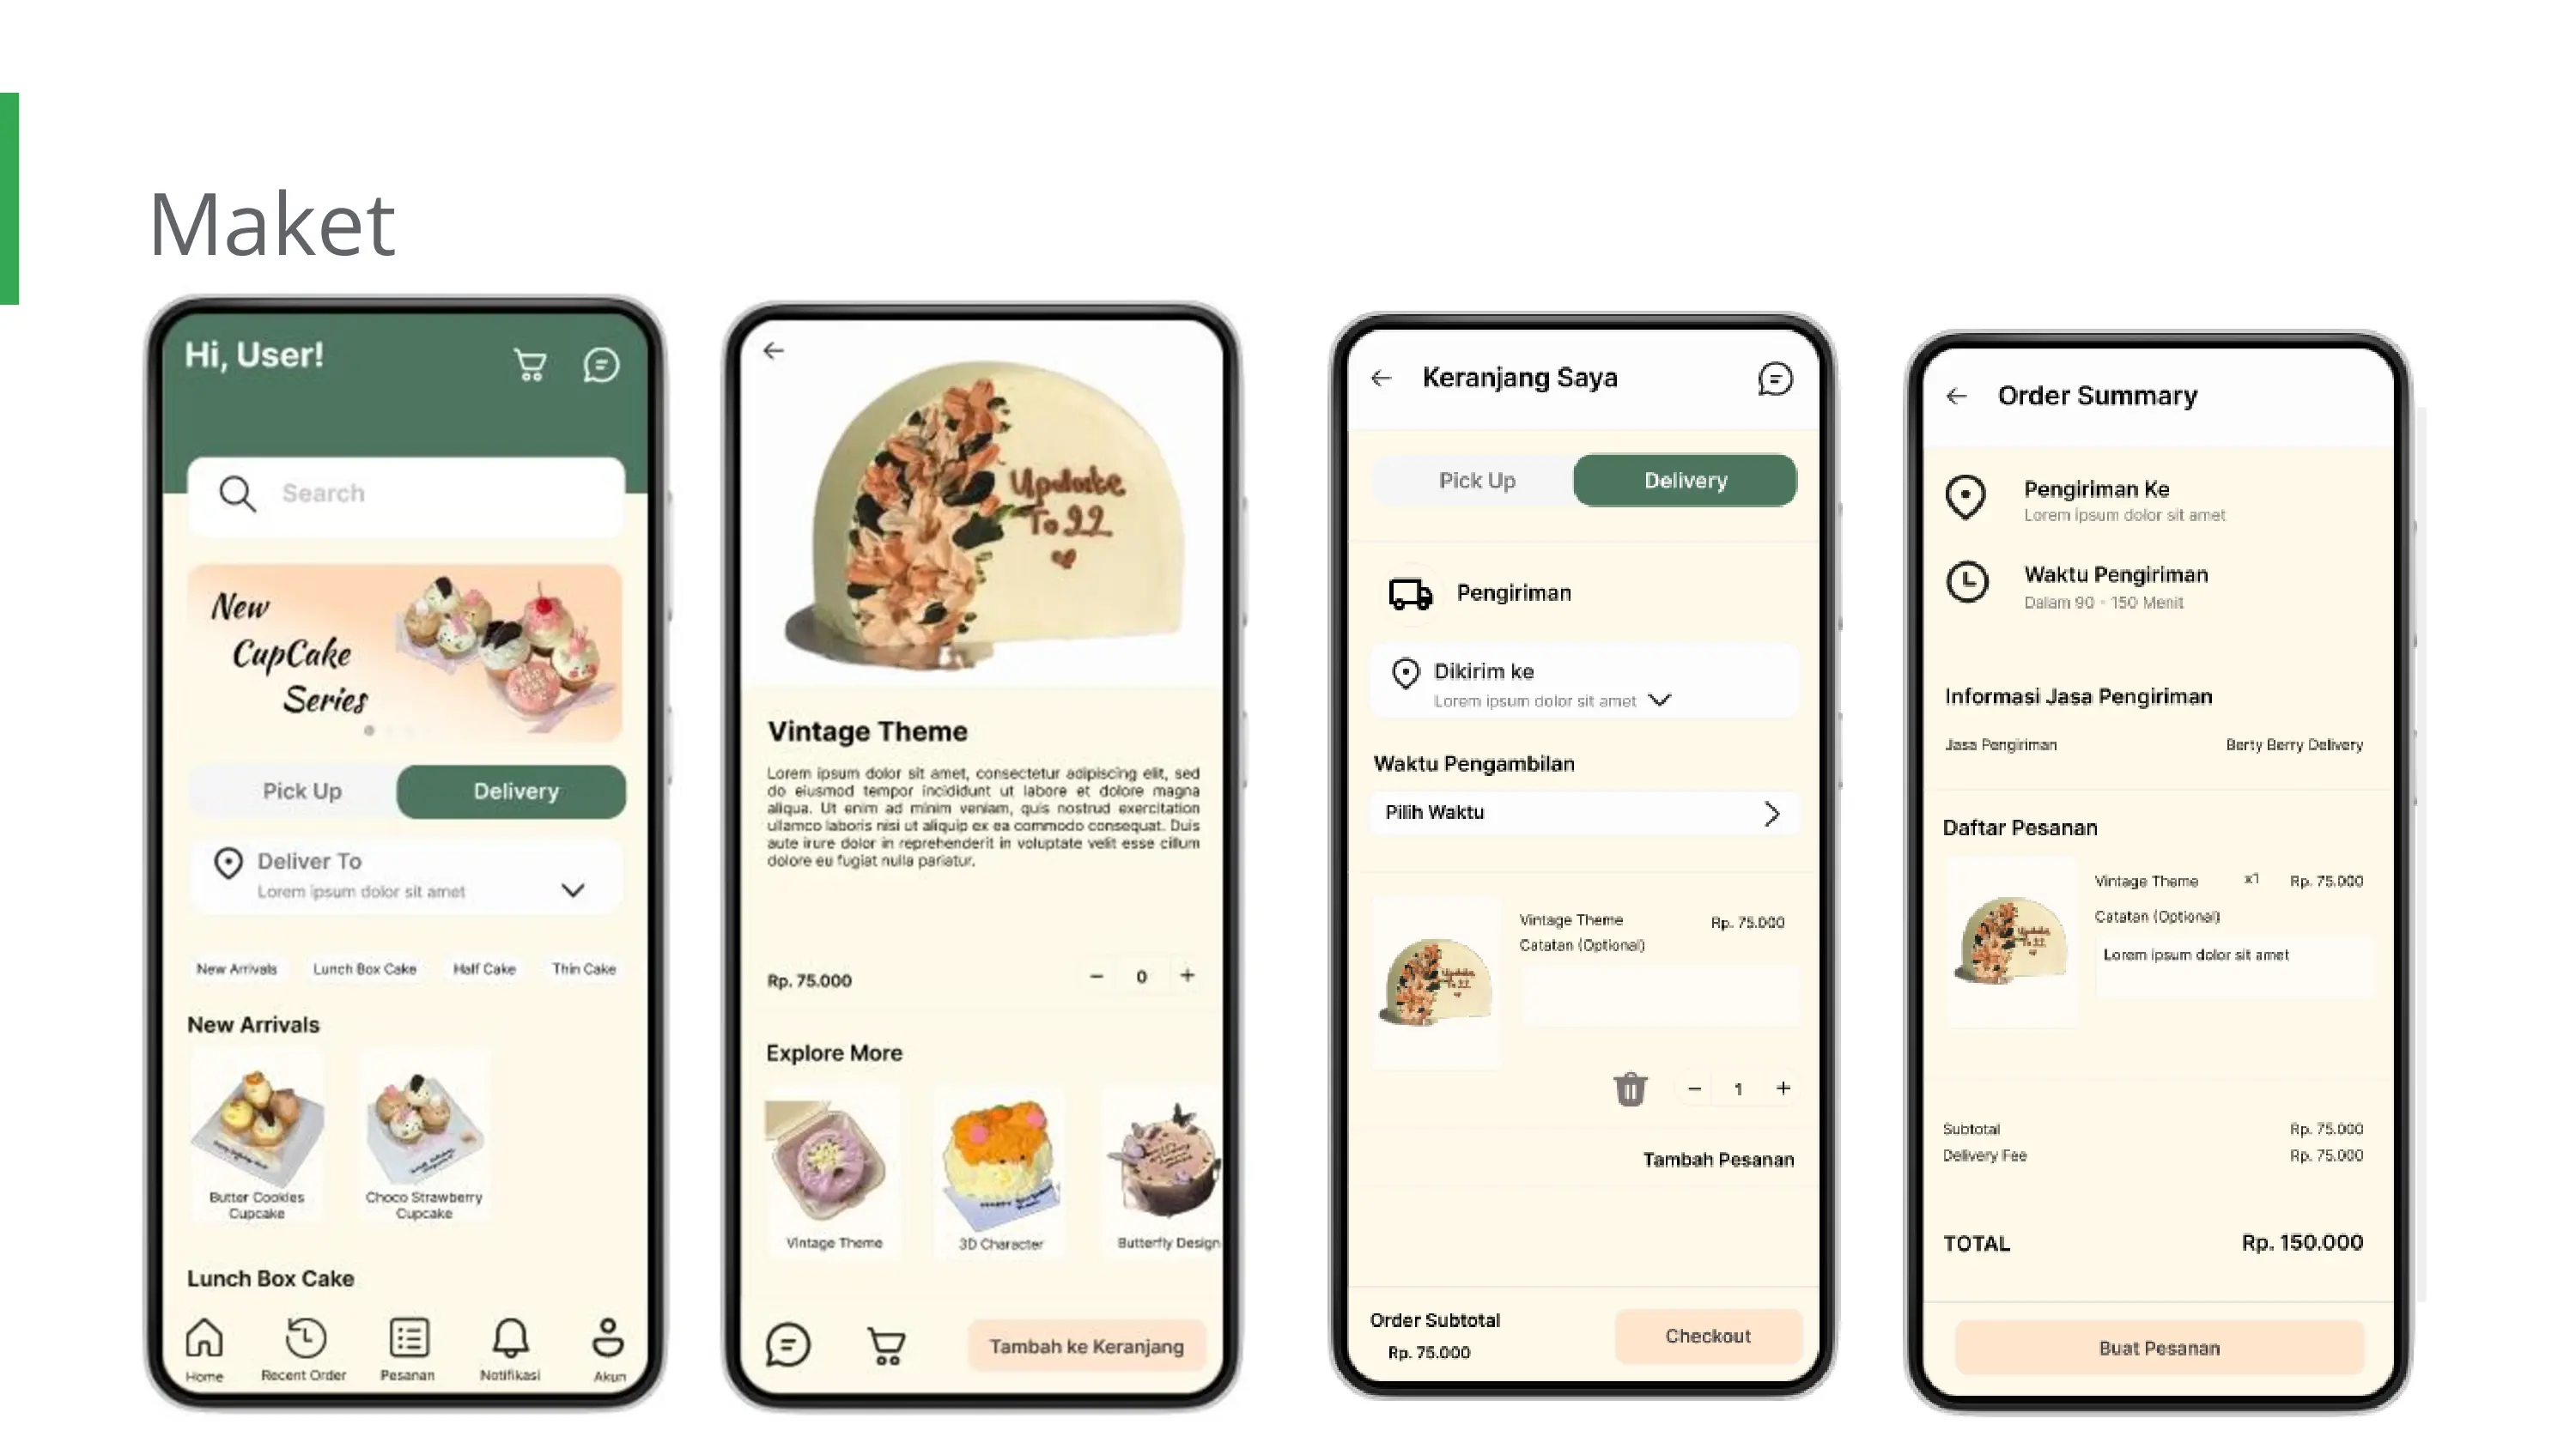 Maket
Hi, User!
Search
New
CupCake
Series
Pick Up
Delivery
Deliver To
Lorem ipsum dolor sit amet
New Arrivals
Lunch Box Cake
Half Cake
Thin Cake
New Arrivals
Butter Cookies
Cupcake
Choco Strawberry
Cupcake
Lunch Box Cake
Home
Recent Order
Pesanan
Notifikasi
Akun
Update
To 22
Vintage Theme
Lorem ipsum dolor sit amet, consectetur adipiscing elit, sed
do eiusmod tempor incididunt ut labore et dolore magna
aliqua. Ut enim ad minim veniam, quis nostrud exercitation
ullamco laboris nisi ut aliquip ex ea commodo consequat. Duis
aute irure dolor in reprehenderit in voluptate velit esse cillum
dolore eu fugiat nulla pariatur.
Rp. 75.000
− 0 +
Explore More
Vintage Theme
3D Character
Butterfly Design
Tambah ke Keranjang
Keranjang Saya
Pick Up
Delivery
Pengiriman
Dikirim ke
Lorem ipsum dolor sit amet
Waktu Pengambilan
Pilih Waktu
Vintage Theme
Rp. 75.000
Catatan (Optional)
Update
To 22
− 1 +
Tambah Pesanan
Order Subtotal
Rp. 75.000
Checkout
Order Summary
Pengiriman Ke
Lorem ipsum dolor sit amet
Waktu Pengiriman
Dalam 90 - 150 Menit
Informasi Jasa Pengiriman
Jasa Pengiriman
Berty Berry Delivery
Daftar Pesanan
Vintage Theme
x1
Rp. 75.000
Catatan (Optional)
Update
To 22
Lorem ipsum dolor sit amet
Subtotal
Rp. 75.000
Delivery Fee
Rp. 75.000
TOTAL
Rp. 150.000
Buat Pesanan